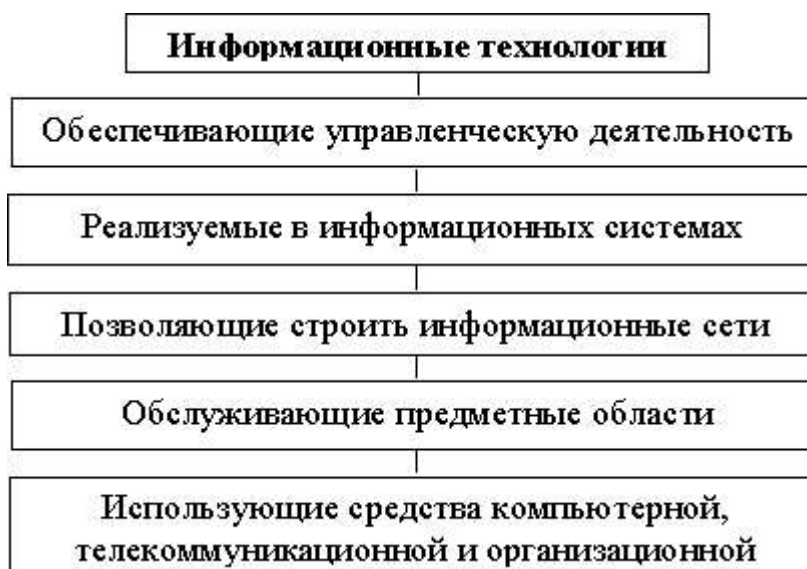 Информационные технологии
Обеспечивающие управленческую деятельность
Реализуемые в информационных системах
Позволяющие строить информационные сети
Обслуживающие предметные области
Использующие средства компьютерной,
телекоммуникационной и организационной